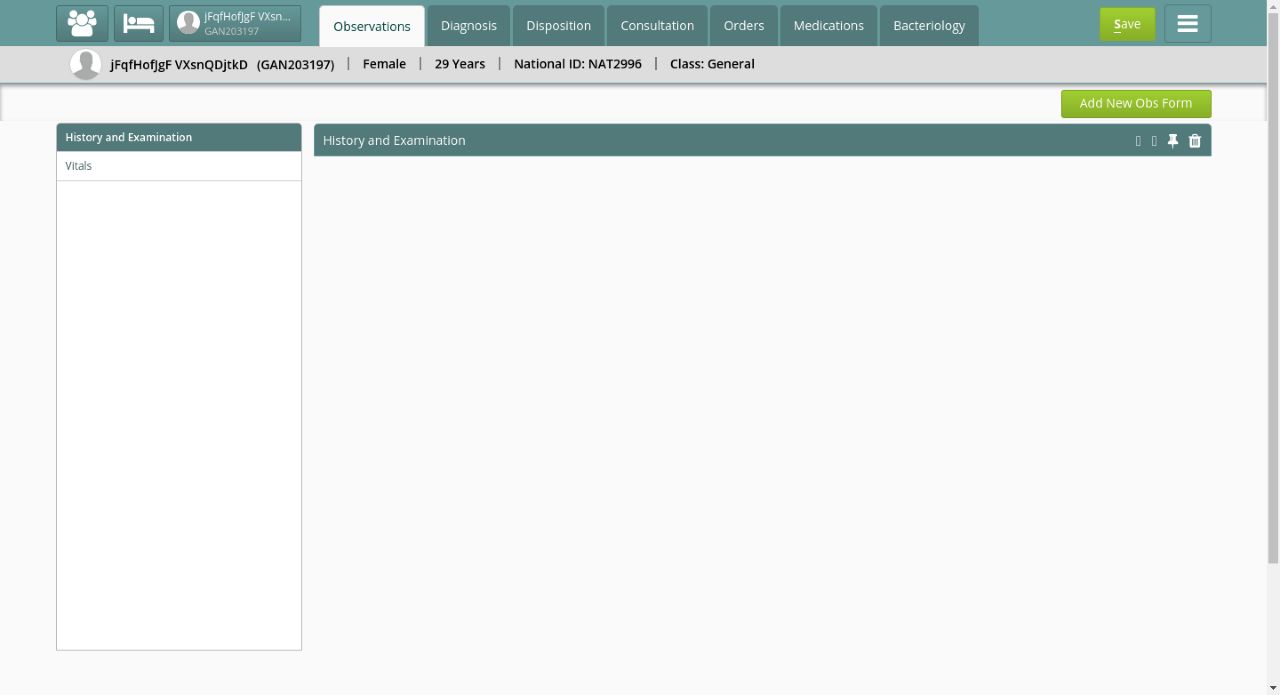 jFqfHofJgF VXsn...
GAN203197
Observations
Diagnosis
Disposition
Consultation
Orders
Medications
Bacteriology
Save
jFqfHofJgF VXsnQDjtkD (GAN203197) | Female | 29 Years | National ID: NAT2996 | Class: General
Add New Obs Form
History and Examination
Vitals
History and Examination